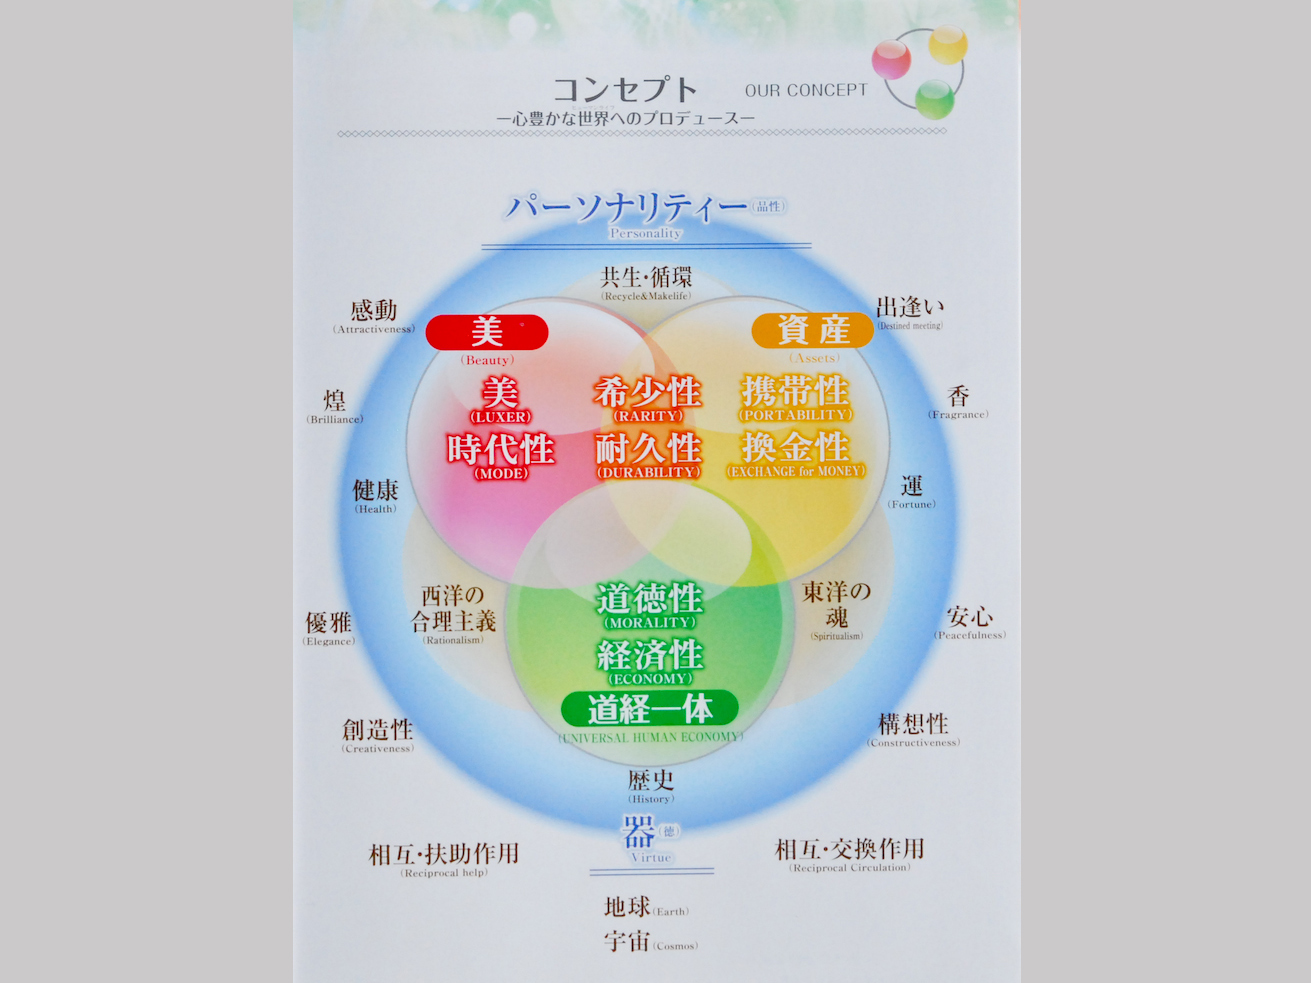 コンセプト OUR CONCEPT
―心豊かな世界へのプロデュース―
パーソナリティー(品性)
Personality
共生・循環
(Recycle&Makelife)
感動
(Attractiveness)
出逢い
(Destined meeting)
美
(Beauty)
資産
(Assets)
煌
(Brilliance)
香
(Fragrance)
美
(LUXER)
希少性
(RARITY)
携帯性
(PORTABILITY)
時代性
(MODE)
耐久性
(DURABILITY)
換金性
(EXCHANGE for MONEY)
健康
(Health)
運
(Fortune)
西洋の
合理主義
(Rationalism)
道徳性
(MORALITY)
東洋の
魂
(Spiritualism)
優雅
(Elegance)
安心
(Peacefulness)
経済性
(ECONOMY)
道経一体
(UNIVERSAL HUMAN ECONOMY)
創造性
(Creativeness)
構想性
(Constructiveness)
歴史
(History)
器(徳)
Virtue
相互・扶助作用
(Reciprocal help)
相互・交換作用
(Reciprocal Circulation)
地球(Earth)
宇宙(Cosmos)